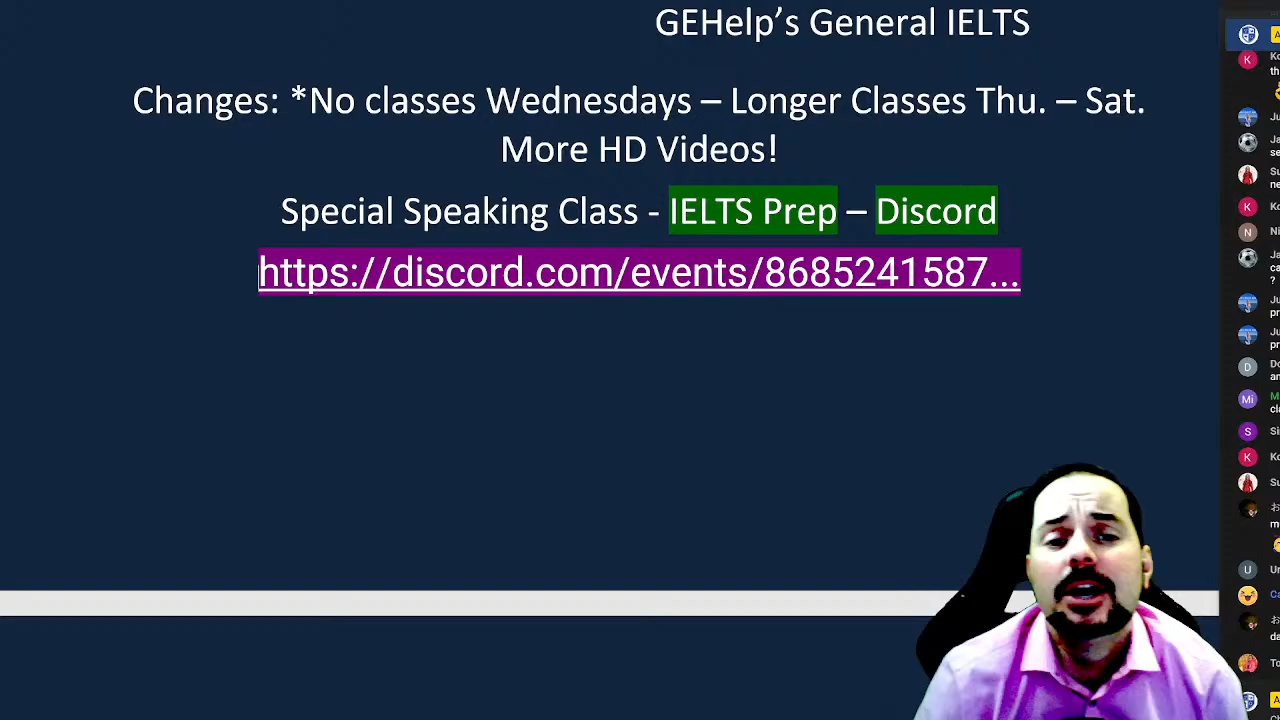 GEHelp's General IELTS
Changes: *No classes Wednesdays – Longer Classes Thu. – Sat.
More HD Videos!
Special Speaking Class - IELTS Prep – Discord
https://discord.com/events/8685241587...